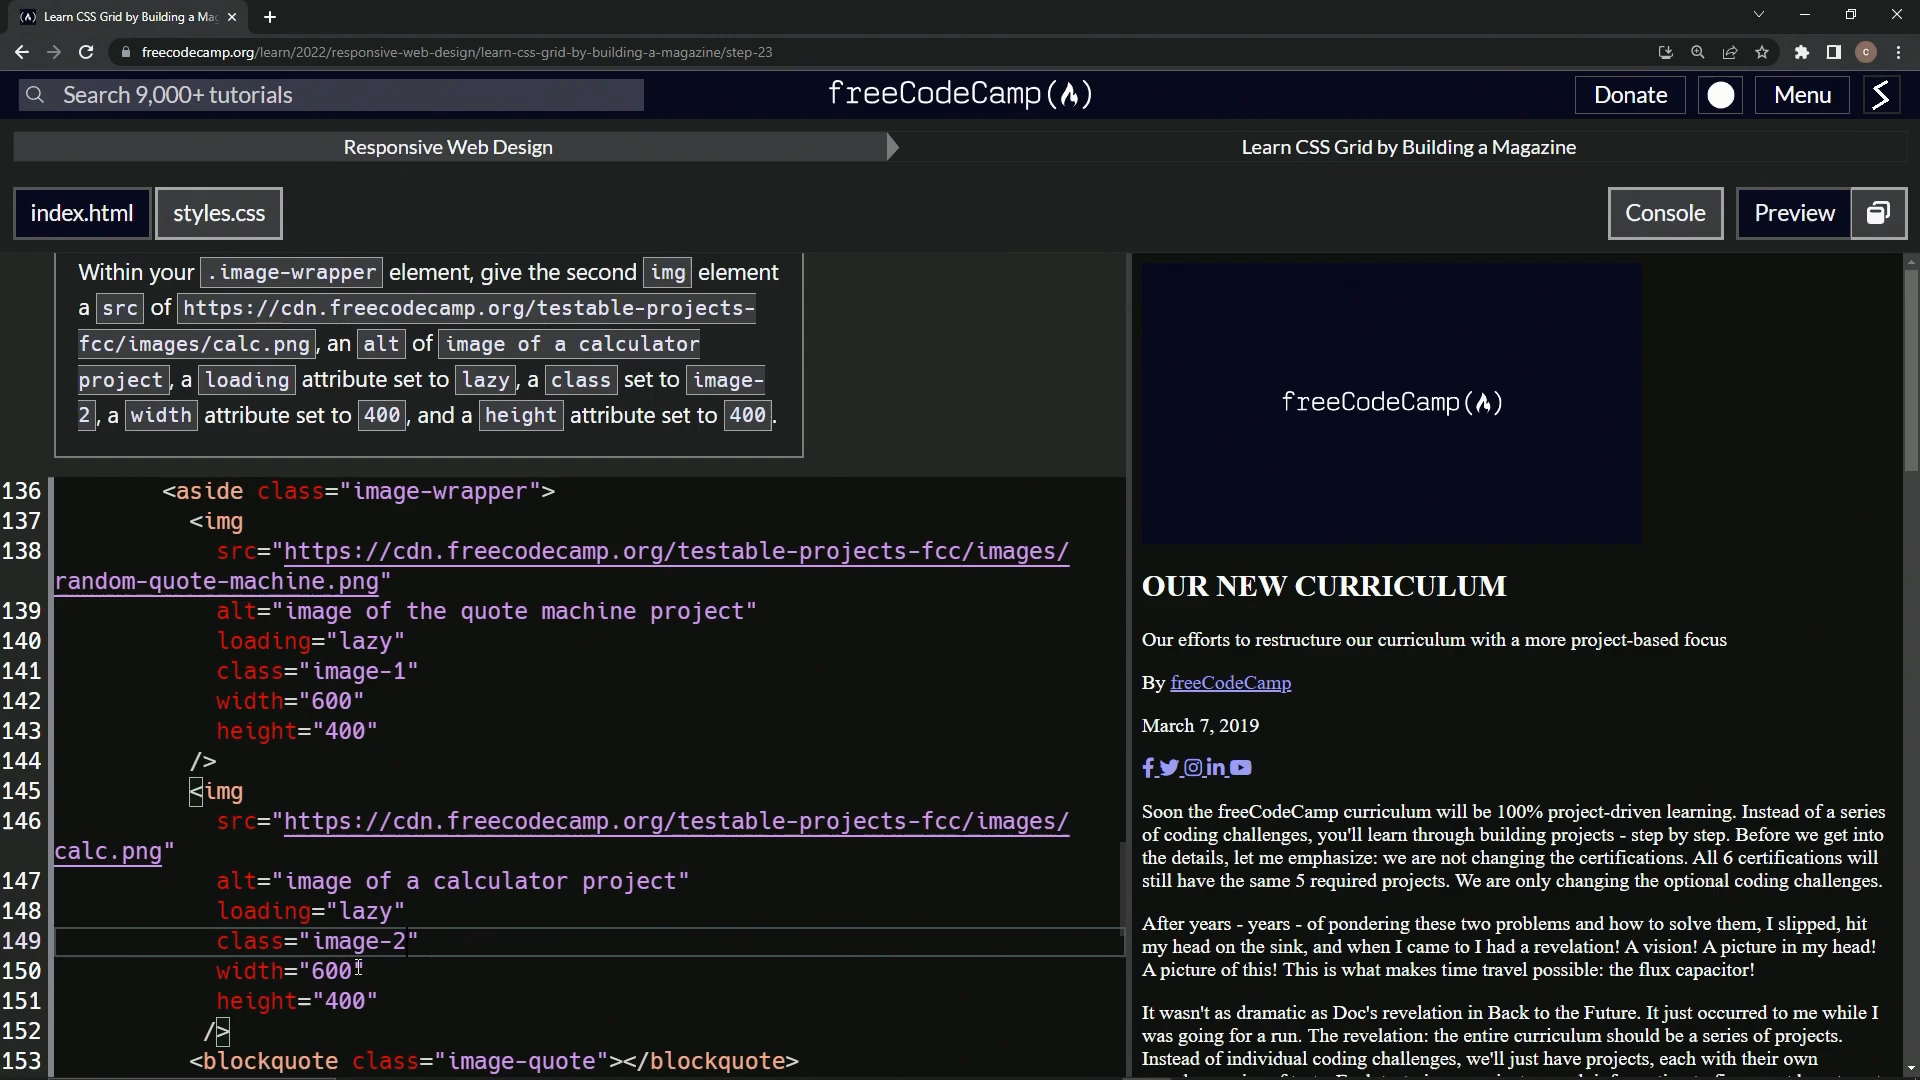 Learn CSS Grid by Building a Mag
freecodecamp.org/learn/2022/responsive-web-design/learn-css-grid-by-building-a-magazine/step-23
C
Search 9,000+ tutorials
freeCodeCamp
Donate
Menu
Responsive Web Design
Learn CSS Grid by Building a Magazine
index.html
styles.css
Console
Preview
Within your .image-wrapper element, give the second img element
a src of https://cdn.freecodecamp.org/testable-projects-
fcc/images/calc.png, an alt of image of a calculator
project, a loading attribute set to lazy, a class set to image-
2, a width attribute set to 400, and a height attribute set to 400.
136 <aside class="image-wrapper">
137 <img
138 src="https://cdn.freecodecamp.org/testable-projects-fcc/images/
random-quote-machine.png"
139 alt="image of the quote machine project"
140 loading="lazy"
141 class="image-1"
142 width="600"
143 height="400"
144 />
145 <img
146 src="https://cdn.freecodecamp.org/testable-projects-fcc/images/
calc.png"
147 alt="image of a calculator project"
148 loading="lazy"
149 class="image-2"
150 width="600"
151 height="400"
152 />
153 <blockquote class="image-quote"></blockquote>
freeCodeCamp
OUR NEW CURRICULUM
Our efforts to restructure our curriculum with a more project-based focus
By freeCodeCamp
March 7, 2019
Soon the freeCodeCamp curriculum will be 100% project-driven learning. Instead of a series
of coding challenges, you'll learn through building projects - step by step. Before we get into
the details, let me emphasize: we are not changing the certifications. All 6 certifications will
still have the same 5 required projects. We are only changing the optional coding challenges.
After years - years - of pondering these two problems and how to solve them, I slipped, hit
my head on the sink, and when I came to I had a revelation! A vision! A picture in my head!
A picture of this! This is what makes time travel possible: the flux capacitor!
It wasn't as dramatic as Doc's revelation in Back to the Future. It just occurred to me while I
was going for a run. The revelation: the entire curriculum should be a series of projects.
Instead of individual coding challenges, we'll just have projects, each with their own